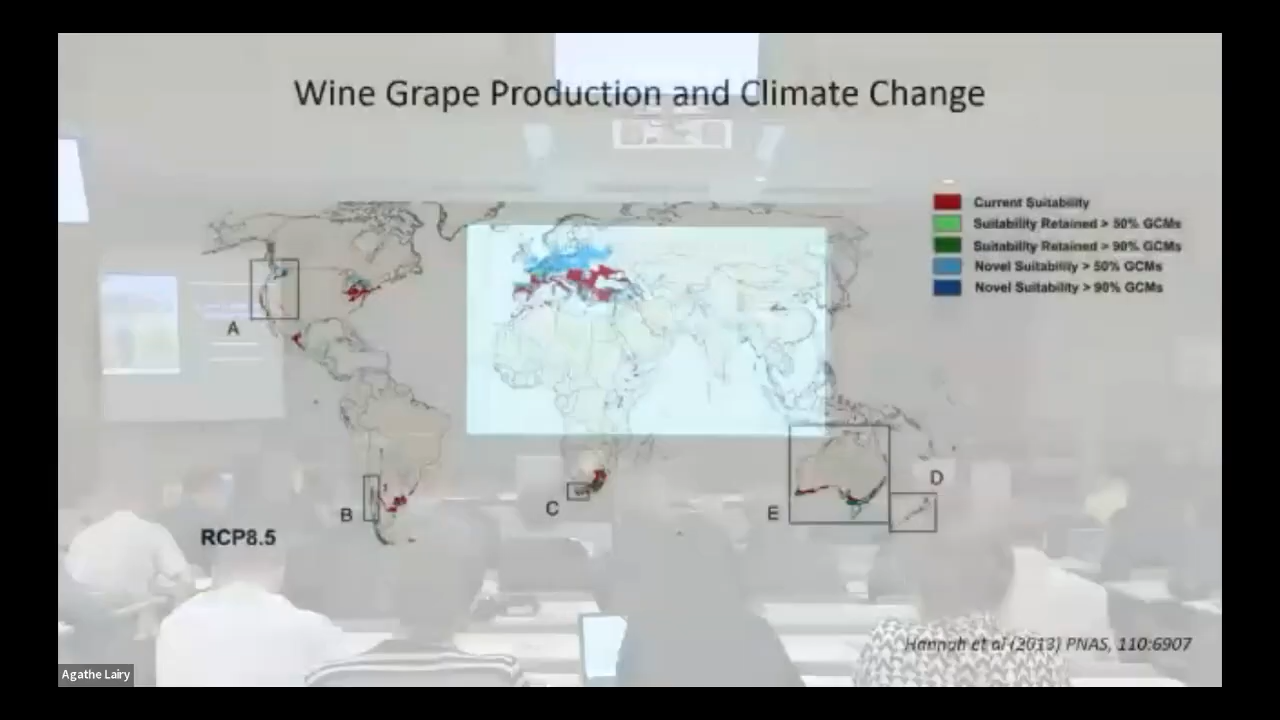 Wine Grape Production and Climate Change
Current Suitability
Suitability Retained > 50% GCMs
Suitability Retained > 90% GCMs
Novel Suitability > 50% GCMs
Novel Suitability > 90% GCMs
A
B
C
D
E
RCP8.5
Hannah et al (2013) PNAS, 110:6907
Agathe Lairy